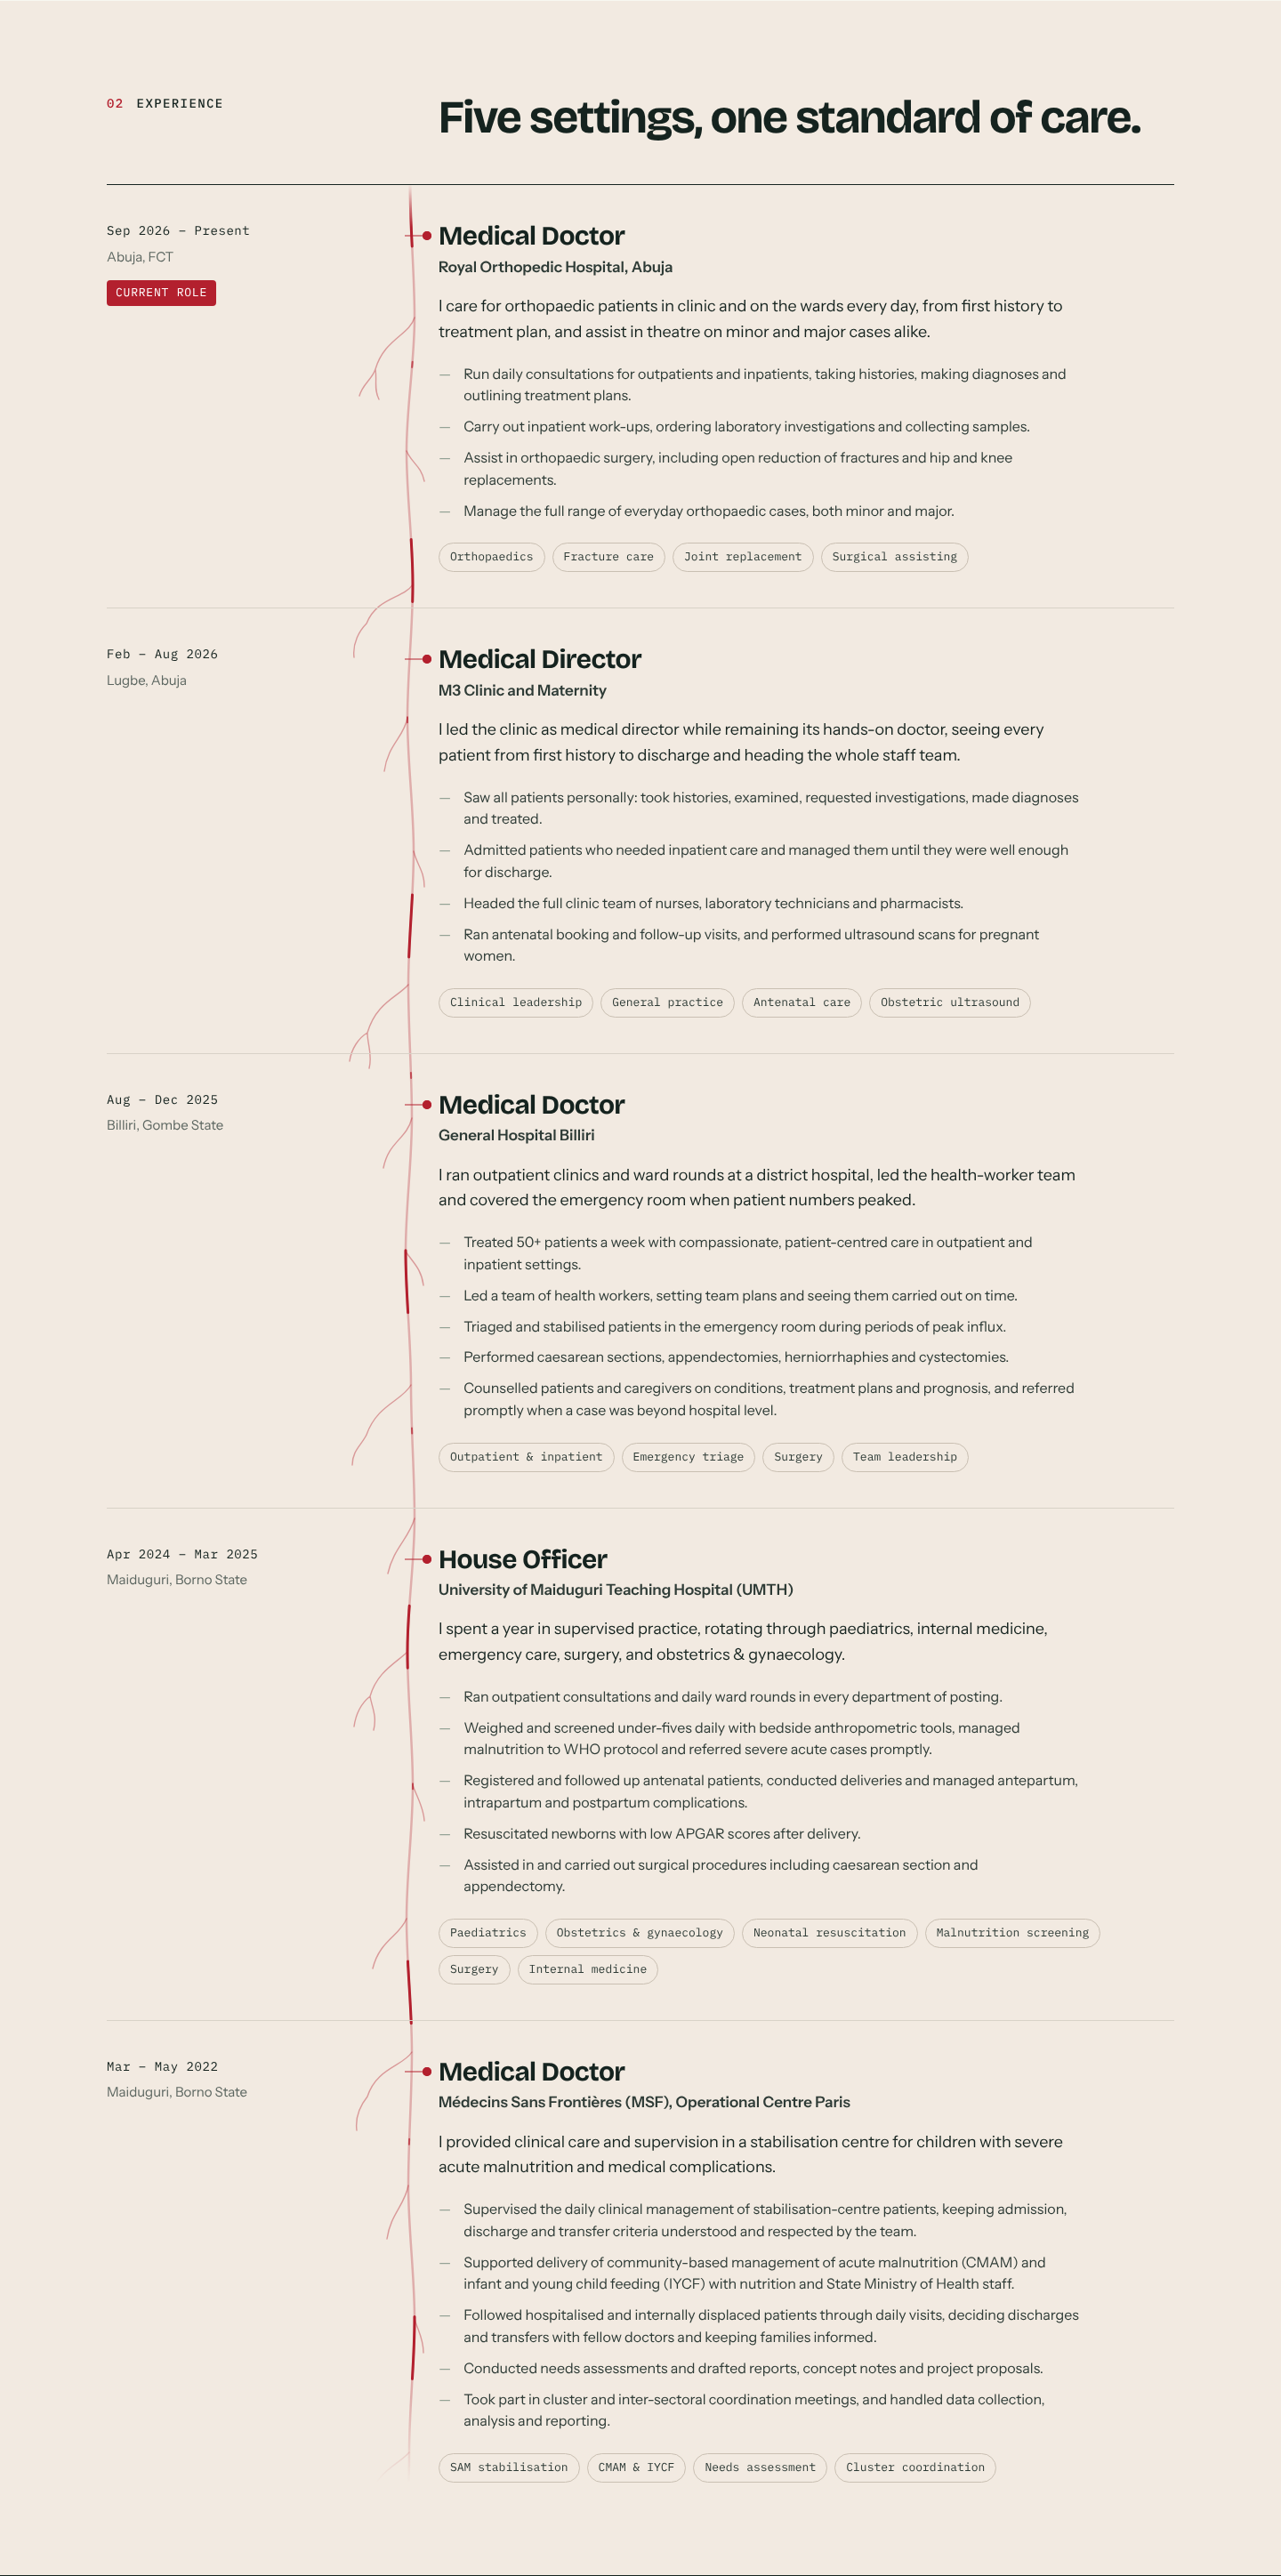 02 EXPERIENCE
Five settings, one standard of care.
Sep 2026 – Present
Abuja, FCT
CURRENT ROLE
Medical Doctor
Royal Orthopedic Hospital, Abuja
I care for orthopaedic patients in clinic and on the wards every day, from first history to
treatment plan, and assist in theatre on minor and major cases alike.
— Run daily consultations for outpatients and inpatients, taking histories, making diagnoses and
outlining treatment plans.
— Carry out inpatient work-ups, ordering laboratory investigations and collecting samples.
— Assist in orthopaedic surgery, including open reduction of fractures and hip and knee
replacements.
— Manage the full range of everyday orthopaedic cases, both minor and major.
Orthopaedics Fracture care Joint replacement Surgical assisting
Feb – Aug 2026
Lugbe, Abuja
Medical Director
M3 Clinic and Maternity
I led the clinic as medical director while remaining its hands-on doctor, seeing every
patient from first history to discharge and heading the whole staff team.
— Saw all patients personally: took histories, examined, requested investigations, made diagnoses
and treated.
— Admitted patients who needed inpatient care and managed them until they were well enough
for discharge.
— Headed the full clinic team of nurses, laboratory technicians and pharmacists.
— Ran antenatal booking and follow-up visits, and performed ultrasound scans for pregnant
women.
Clinical leadership General practice Antenatal care Obstetric ultrasound
Aug – Dec 2025
Billiri, Gombe State
Medical Doctor
General Hospital Billiri
I ran outpatient clinics and ward rounds at a district hospital, led the health-worker team
and covered the emergency room when patient numbers peaked.
— Treated 50+ patients a week with compassionate, patient-centred care in outpatient and
inpatient settings.
— Led a team of health workers, setting team plans and seeing them carried out on time.
— Triaged and stabilised patients in the emergency room during periods of peak influx.
— Performed caesarean sections, appendectomies, herniorrhaphies and cystectomies.
— Counselled patients and caregivers on conditions, treatment plans and prognosis, and referred
promptly when a case was beyond hospital level.
Outpatient & inpatient Emergency triage Surgery Team leadership
Apr 2024 – Mar 2025
Maiduguri, Borno State
House Officer
University of Maiduguri Teaching Hospital (UMTH)
I spent a year in supervised practice, rotating through paediatrics, internal medicine,
emergency care, surgery, and obstetrics & gynaecology.
— Ran outpatient consultations and daily ward rounds in every department of posting.
— Weighed and screened under-fives daily with bedside anthropometric tools, managed
malnutrition to WHO protocol and referred severe acute cases promptly.
— Registered and followed up antenatal patients, conducted deliveries and managed antepartum,
intrapartum and postpartum complications.
— Resuscitated newborns with low APGAR scores after delivery.
— Assisted in and carried out surgical procedures including caesarean section and
appendectomy.
Paediatrics Obstetrics & gynaecology Neonatal resuscitation Malnutrition screening
Surgery Internal medicine
Mar – May 2022
Maiduguri, Borno State
Medical Doctor
Médecins Sans Frontières (MSF), Operational Centre Paris
I provided clinical care and supervision in a stabilisation centre for children with severe
acute malnutrition and medical complications.
— Supervised the daily clinical management of stabilisation-centre patients, keeping admission,
discharge and transfer criteria understood and respected by the team.
— Supported delivery of community-based management of acute malnutrition (CMAM) and
infant and young child feeding (IYCF) with nutrition and State Ministry of Health staff.
— Followed hospitalised and internally displaced patients through daily visits, deciding discharges
and transfers with fellow doctors and keeping families informed.
— Conducted needs assessments and drafted reports, concept notes and project proposals.
— Took part in cluster and inter-sectoral coordination meetings, and handled data collection,
analysis and reporting.
SAM stabilisation CMAM & IYCF Needs assessment Cluster coordination